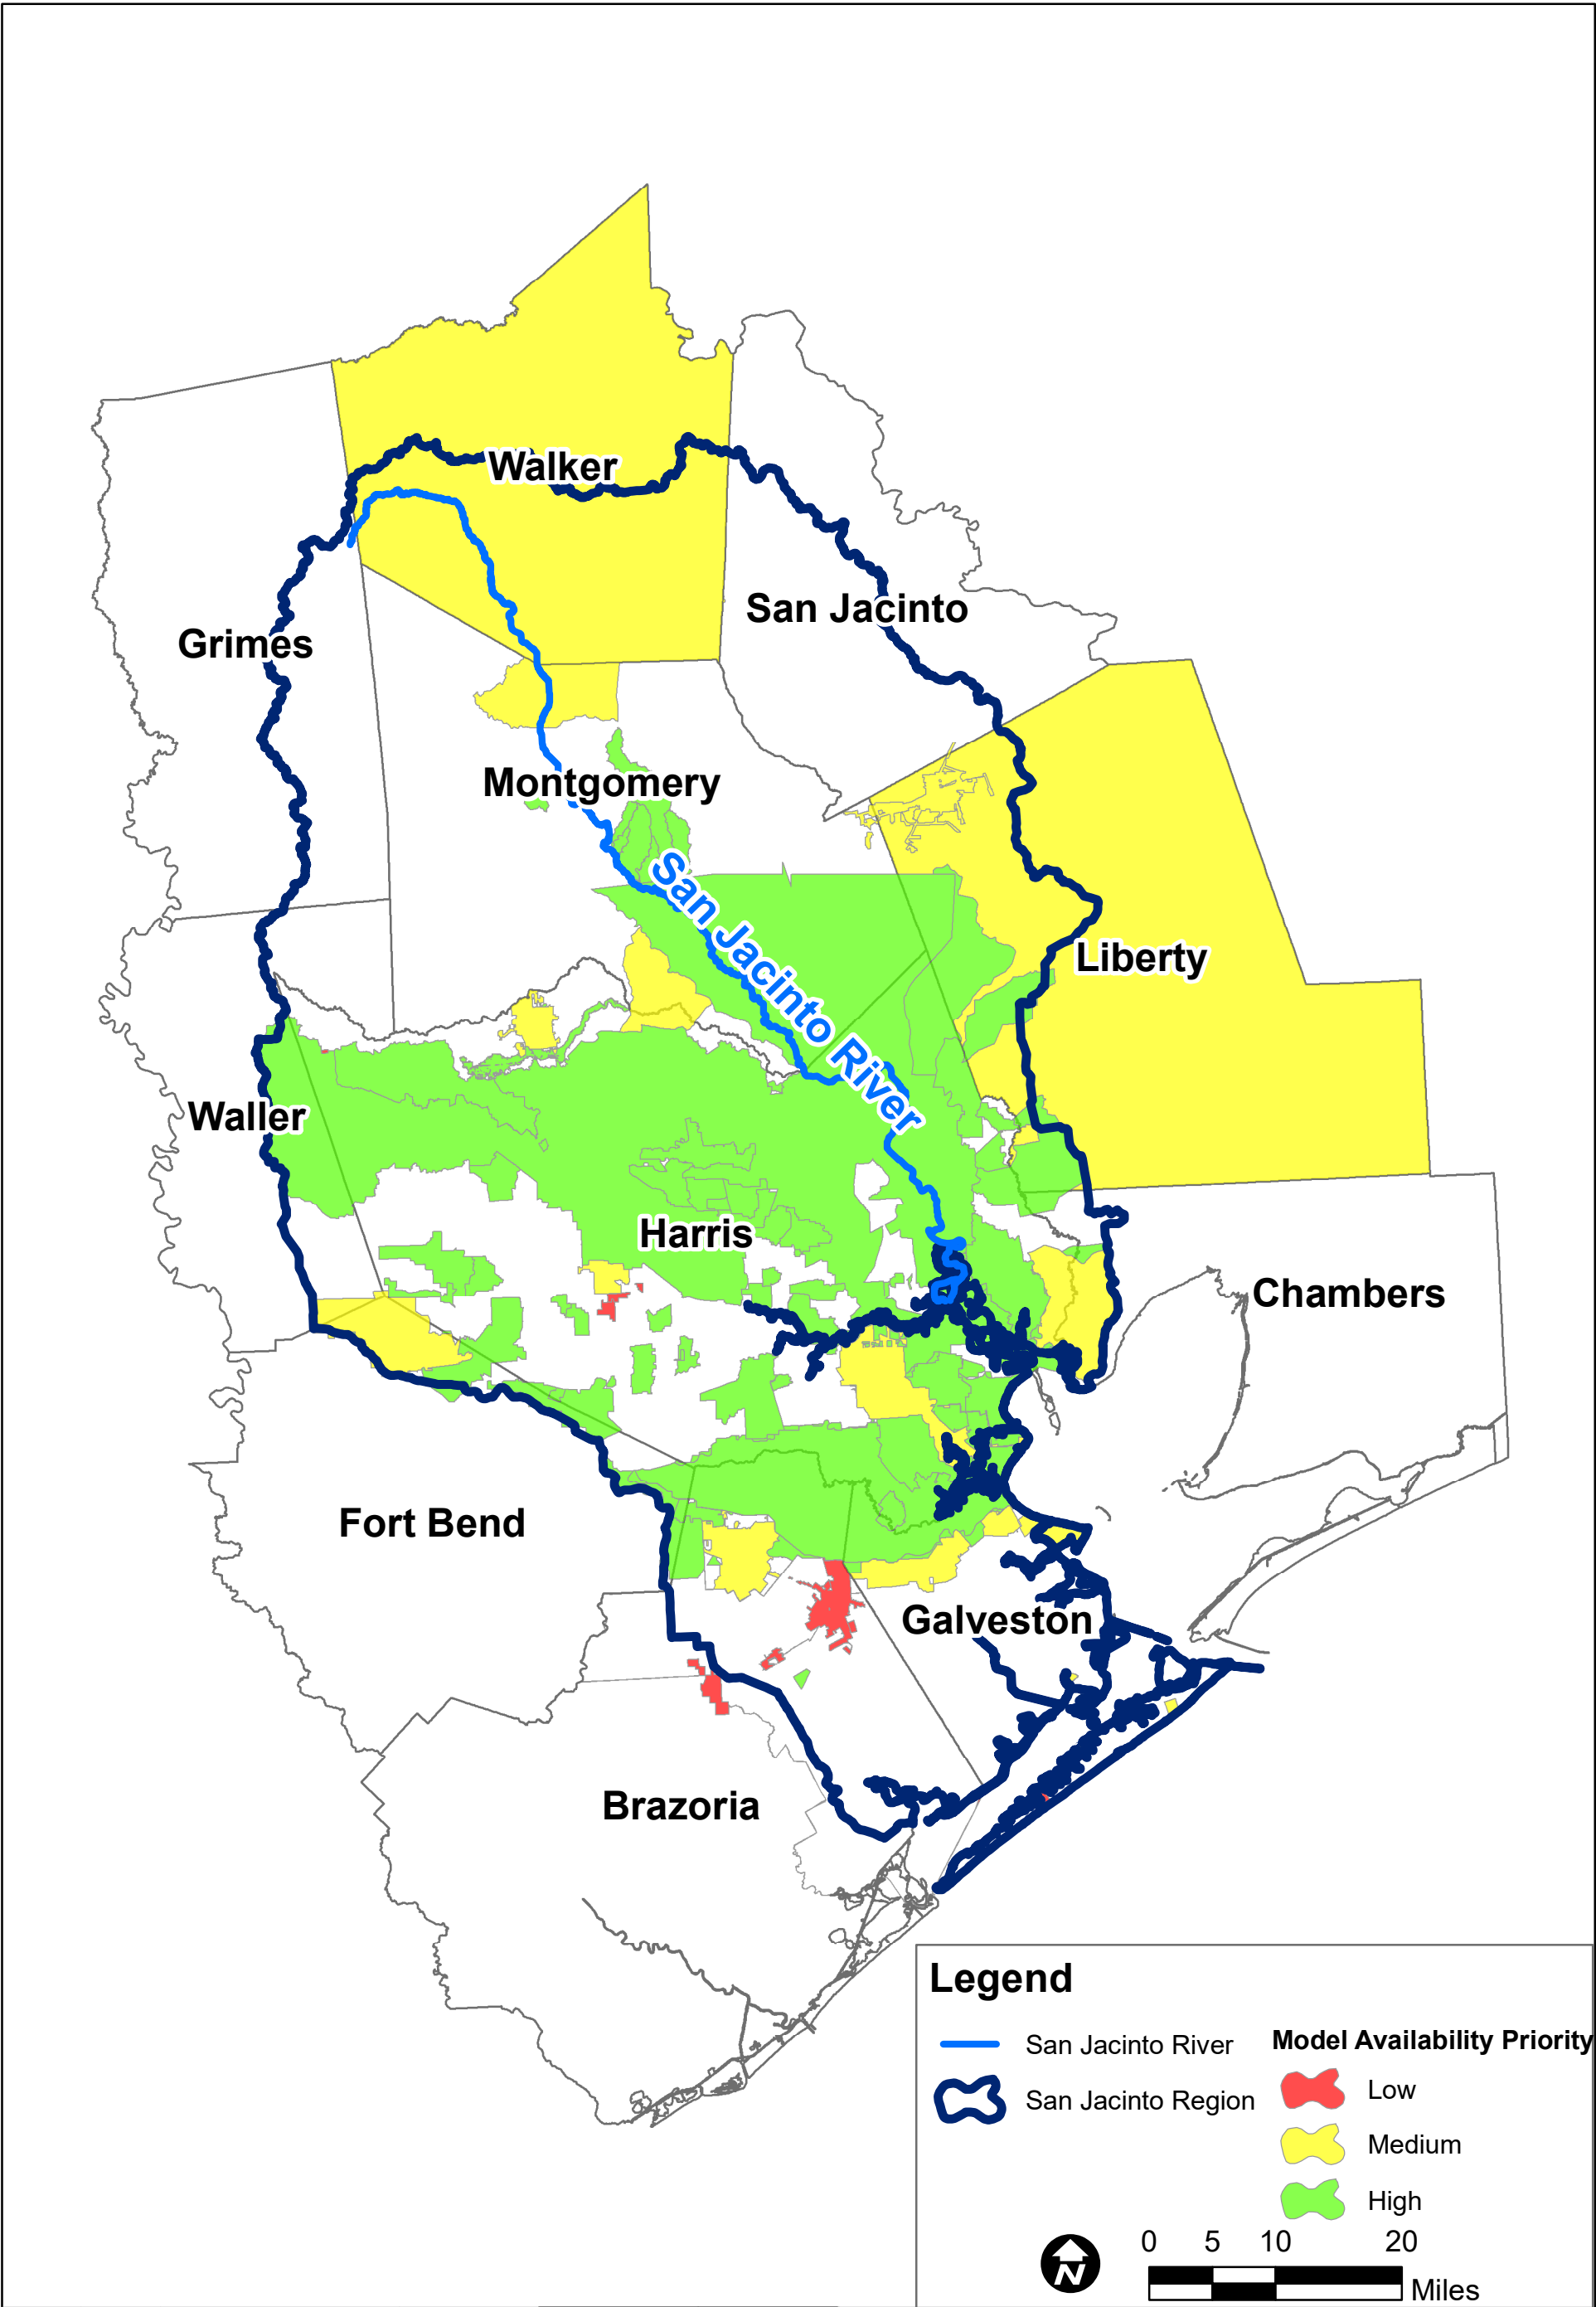 Walker
San Jacinto
Grimes
Montgomery
San Jacinto River
Liberty
Waller
Harris
Chambers
Fort Bend
Galveston
Brazoria
Legend
San Jacinto River
San Jacinto Region
Model Availability Priority
Low
Medium
High
N
0 5 10 20
Miles